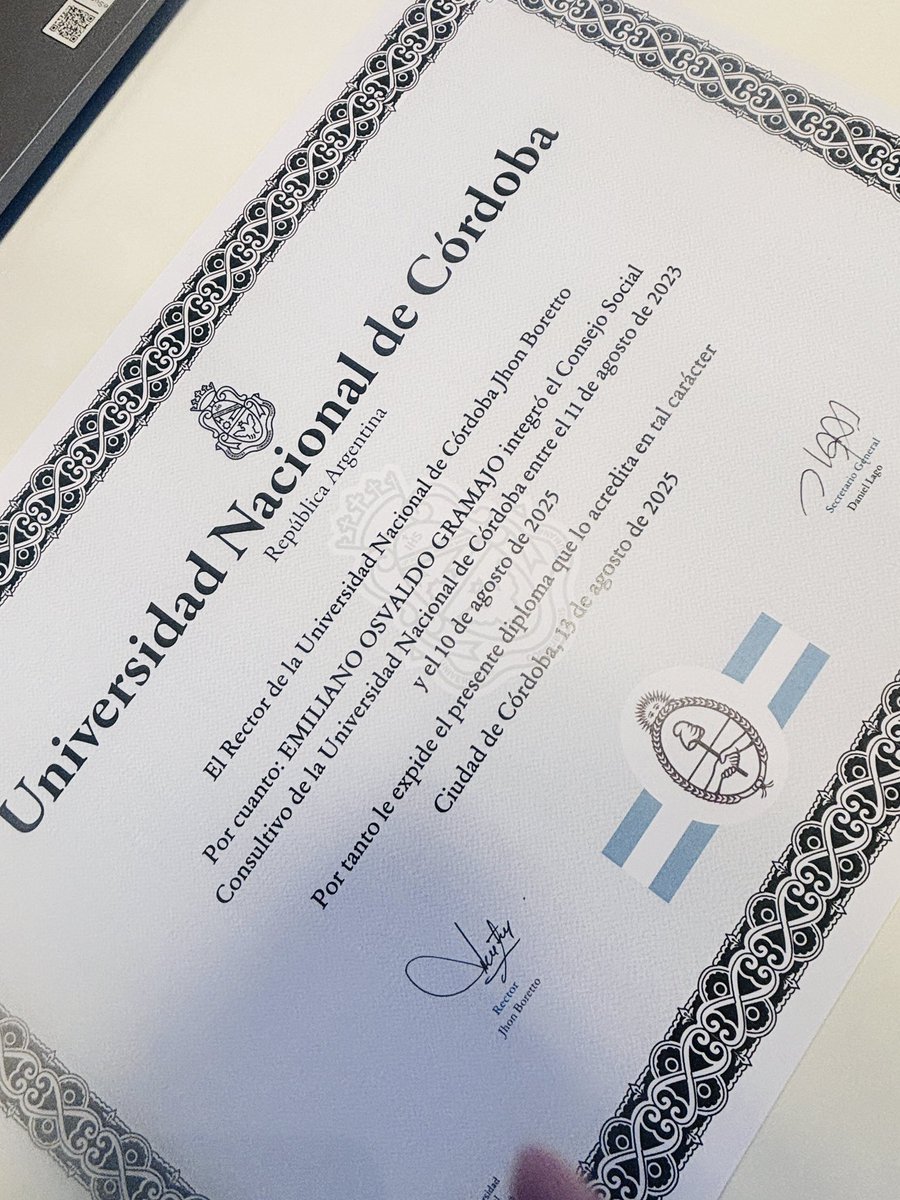 Universidad Nacional de Córdoba
República Argentina
El Rector de la Universidad Nacional de Córdoba Jhon Boretto
Por cuanto: EMILIANO OSVALDO GRAMAJO integró el Consejo Social
Consultivo de la Universidad Nacional de Córdoba entre el 11 de agosto de 2023
y el 10 de agosto de 2025
Por tanto le expide el presente diploma que lo acredita en tal carácter
Ciudad de Córdoba, 13 de agosto de 2025
Rector
Jhon Boretto
Secretario General
Daniel Lago